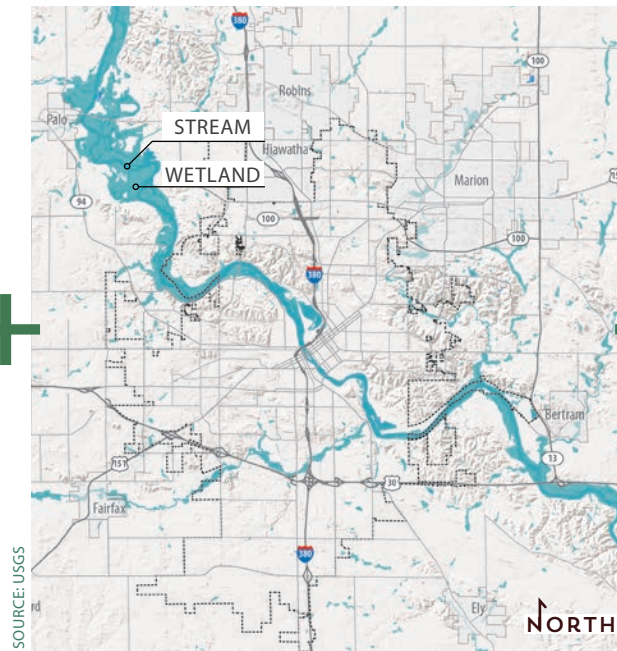 380
100
Robins
Palo
STREAM
Hiawatha
WETLAND
Marion
94
100
100
380
Bertram
13
151
30
Fairfax
380
Ely
NORTH
SOURCE: USGS